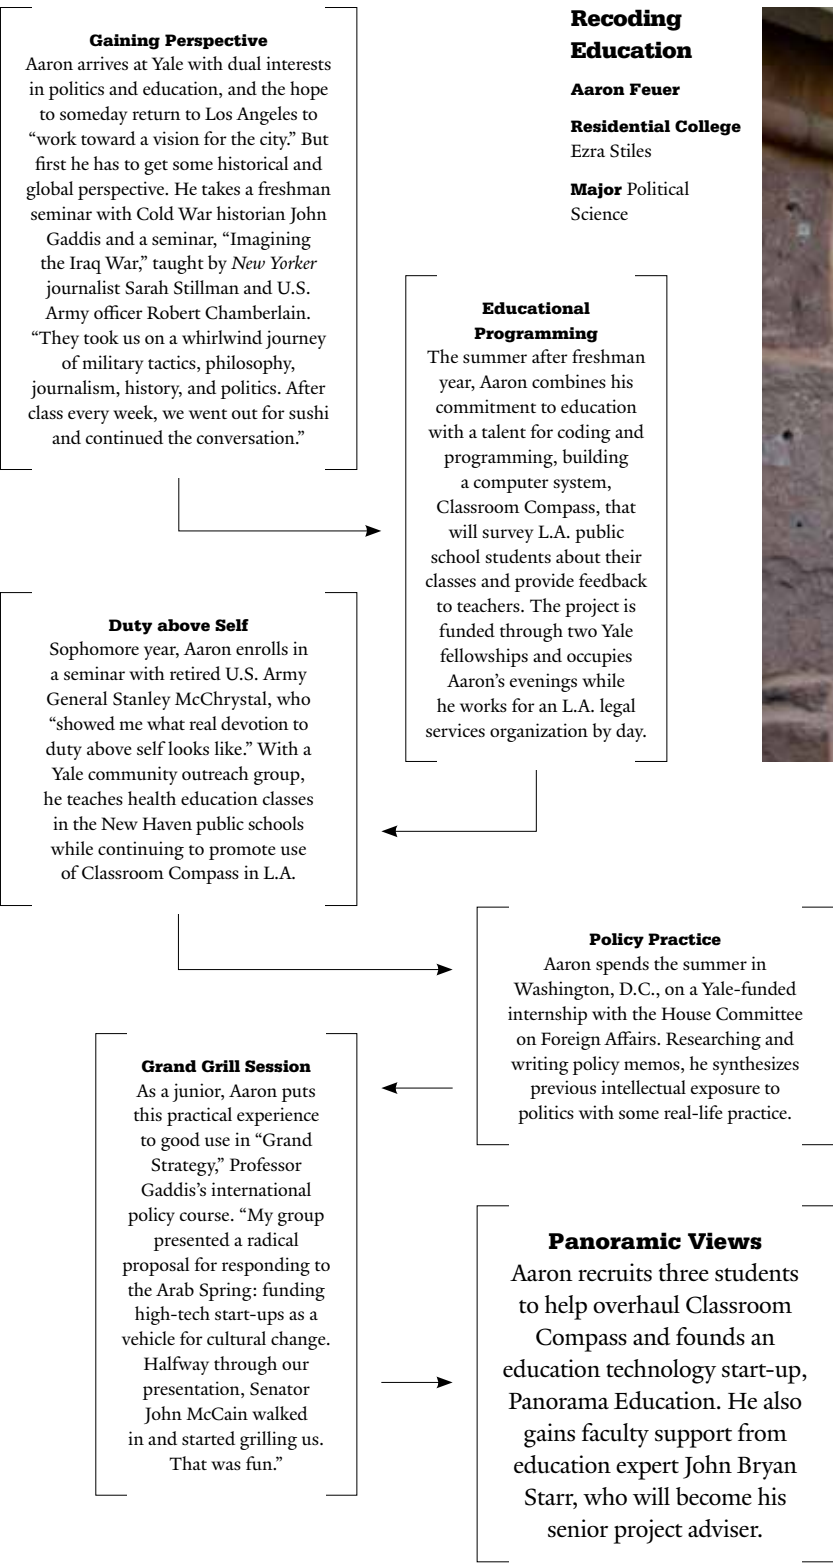 Recoding
Education
Aaron Feuer
Residential College
Ezra Stiles
Major Political
Science
Gaining Perspective
Aaron arrives at Yale with dual interests
in politics and education, and the hope
to someday return to Los Angeles to
“work toward a vision for the city.” But
first he has to get some historical and
global perspective. He takes a freshman
seminar with Cold War historian John
Gaddis and a seminar, “Imagining
the Iraq War,” taught by New Yorker
journalist Sarah Stillman and U.S.
Army officer Robert Chamberlain.
“They took us on a whirlwind journey
of military tactics, philosophy,
journalism, history, and politics. After
class every week, we went out for sushi
and continued the conversation.”
Educational
Programming
The summer after freshman
year, Aaron combines his
commitment to education
with a talent for coding and
programming, building
a computer system,
Classroom Compass, that
will survey L.A. public
school students about their
classes and provide feedback
to teachers. The project is
funded through two Yale
fellowships and occupies
Aaron’s evenings while
he works for an L.A. legal
services organization by day.
Duty above Self
Sophomore year, Aaron enrolls in
a seminar with retired U.S. Army
General Stanley McChrystal, who
“showed me what real devotion to
duty above self looks like.” With a
Yale community outreach group,
he teaches health education classes
in the New Haven public schools
while continuing to promote use
of Classroom Compass in L.A.
Policy Practice
Aaron spends the summer in
Washington, D.C., on a Yale-funded
internship with the House Committee
on Foreign Affairs. Researching and
writing policy memos, he synthesizes
previous intellectual exposure to
politics with some real-life practice.
Grand Grill Session
As a junior, Aaron puts
this practical experience
to good use in “Grand
Strategy,” Professor
Gaddis’s international
policy course. “My group
presented a radical
proposal for responding to
the Arab Spring: funding
high-tech start-ups as a
vehicle for cultural change.
Halfway through our
presentation, Senator
John McCain walked
in and started grilling us.
That was fun.”
Panoramic Views
Aaron recruits three students
to help overhaul Classroom
Compass and founds an
education technology start-up,
Panorama Education. He also
gains faculty support from
education expert John Bryan
Starr, who will become his
senior project adviser.